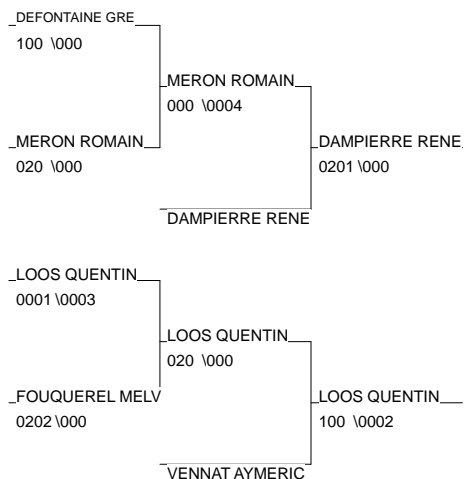 DEFONTAINE GRE
100 \000
MERON ROMAIN
000 \0004
MERON ROMAIN
020 \000
DAMPIERRE RENE
0201 \000
DAMPIERRE RENE
LOOS QUENTIN
0001 \0003
LOOS QUENTIN
020 \000
FOUQUEREL MELV
0202 \000
LOOS QUENTIN
100 \0002
VENNAT AYMERIC